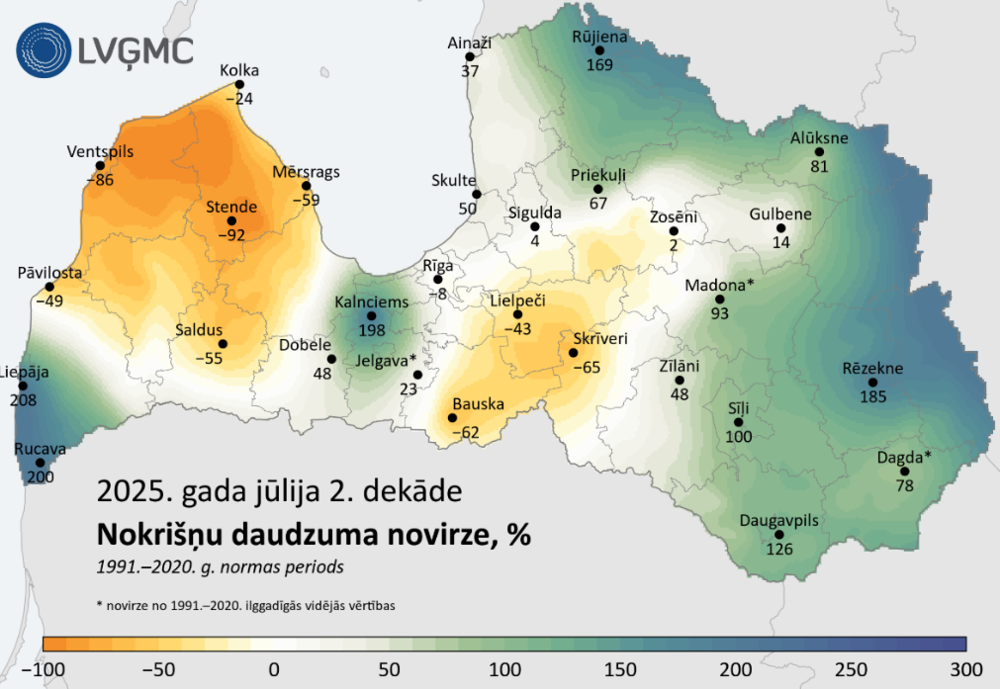 LVĢMC
Ainaži
37
Rūjiena
169
Kolka
−24
Ventspils
−86
Mērsrags
−59
Stende
−92
Alūksne
81
Skulte
50
Priekuļi
67
Sigulda
4
Zosēni
2
Gulbene
14
Pāvilosta
−49
Rīga
−8
Kalnciems
198
Lielpeči
−43
Madona*
93
Saldus
−55
Dobele
48
Jelgava*
23
Skrīveri
−65
Zīlāni
48
Rēzekne
185
Liepāja
208
Bauska
−62
Sīļi
100
Rucava
200
Dagda*
78
Daugavpils
126
2025. gada jūlija 2. dekāde
Nokrišņu daudzuma novirze, %
1991.–2020. g. normas periods
* novirze no 1991.–2020. ilggadīgās vidējās vērtības
−100 −50 0 50 100 150 200 250 300